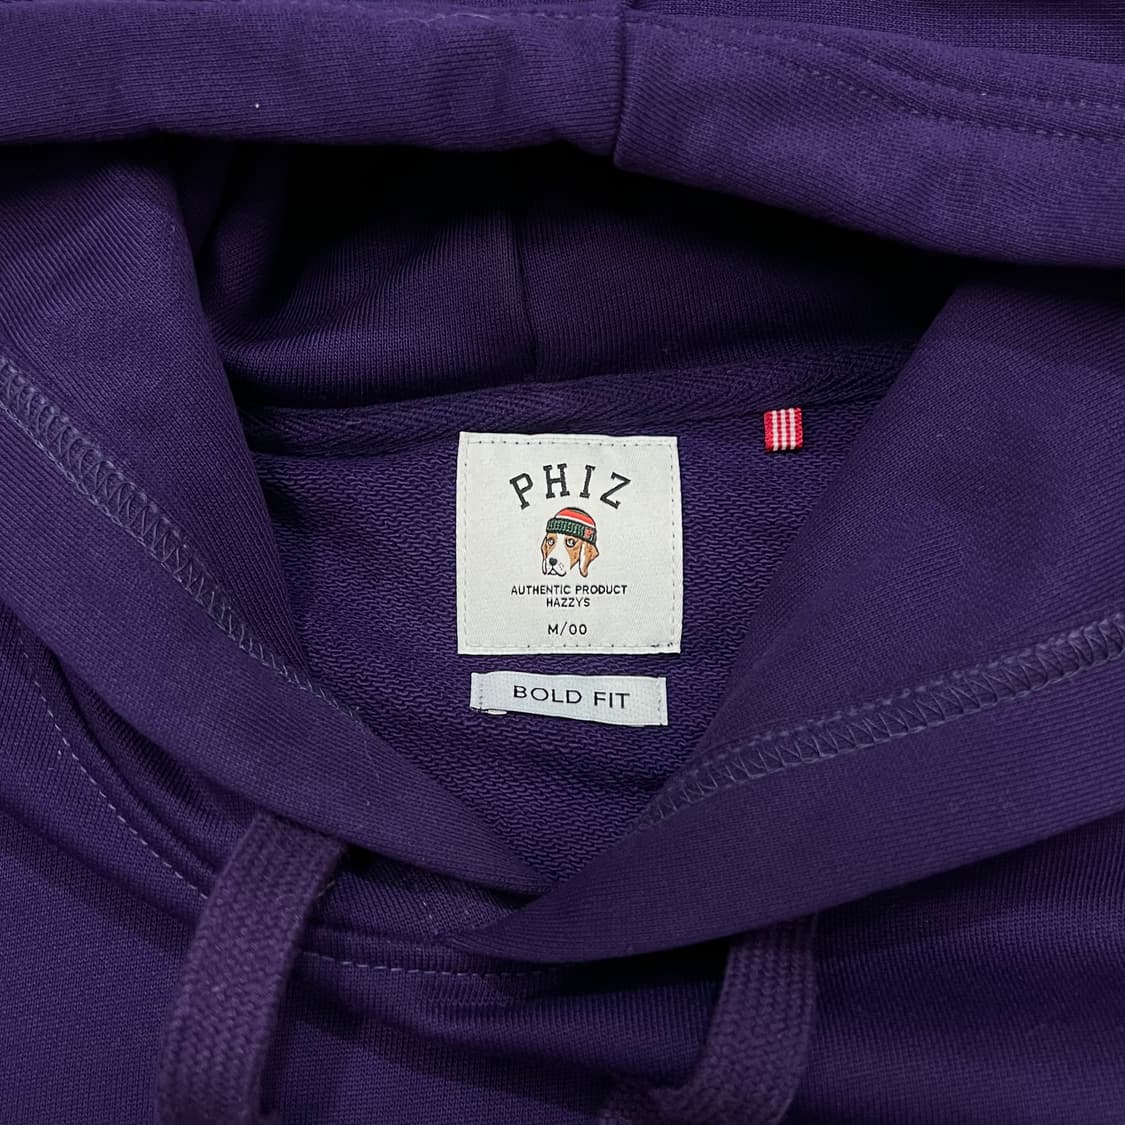 PHIZ
AUTHENTIC PRODUCT
HAZZYS
M/00
BOLD FIT